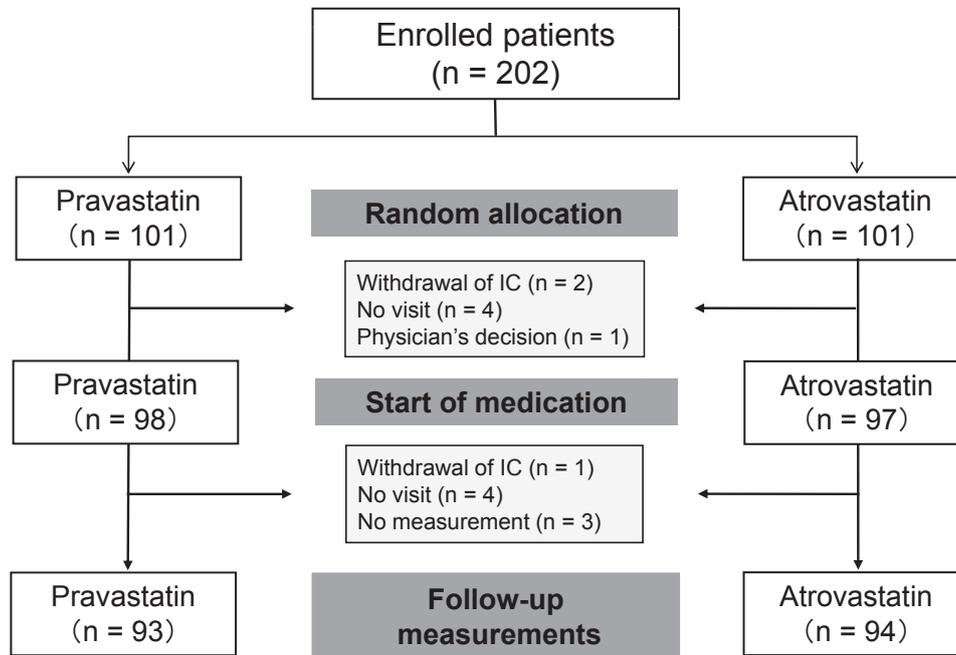 Enrolled patients
(n = 202)
Pravastatin
（n = 101）
Random allocation
Atrovastatin
（n = 101）
Withdrawal of IC (n = 2)
No visit (n = 4)
Physician's decision (n = 1)
Pravastatin
（n = 98）
Start of medication
Atrovastatin
（n = 97）
Withdrawal of IC (n = 1)
No visit (n = 4)
No measurement (n = 3)
Pravastatin
（n = 93）
Follow-up
measurements
Atrovastatin
（n = 94）